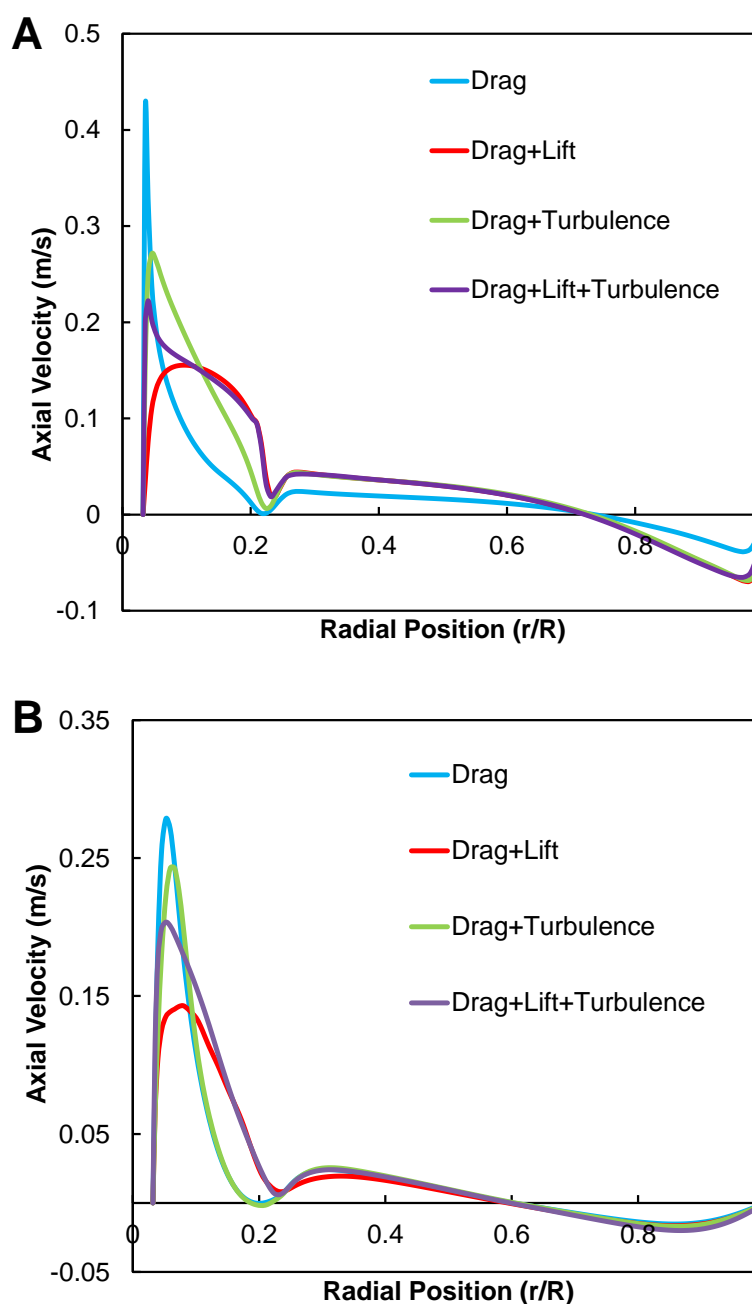 A
0.5
0.4
0.3
0.2
0.1
0
-0.1
Axial Velocity (m/s)
Drag
Drag+Lift
Drag+Turbulence
Drag+Lift+Turbulence
0
0.2
0.4
0.6
0.8
Radial Position (r/R)
B
0.35
0.25
0.15
0.05
-0.05
Axial Velocity (m/s)
Drag
Drag+Lift
Drag+Turbulence
Drag+Lift+Turbulence
0
0.2
0.4
0.6
0.8
Radial Position (r/R)